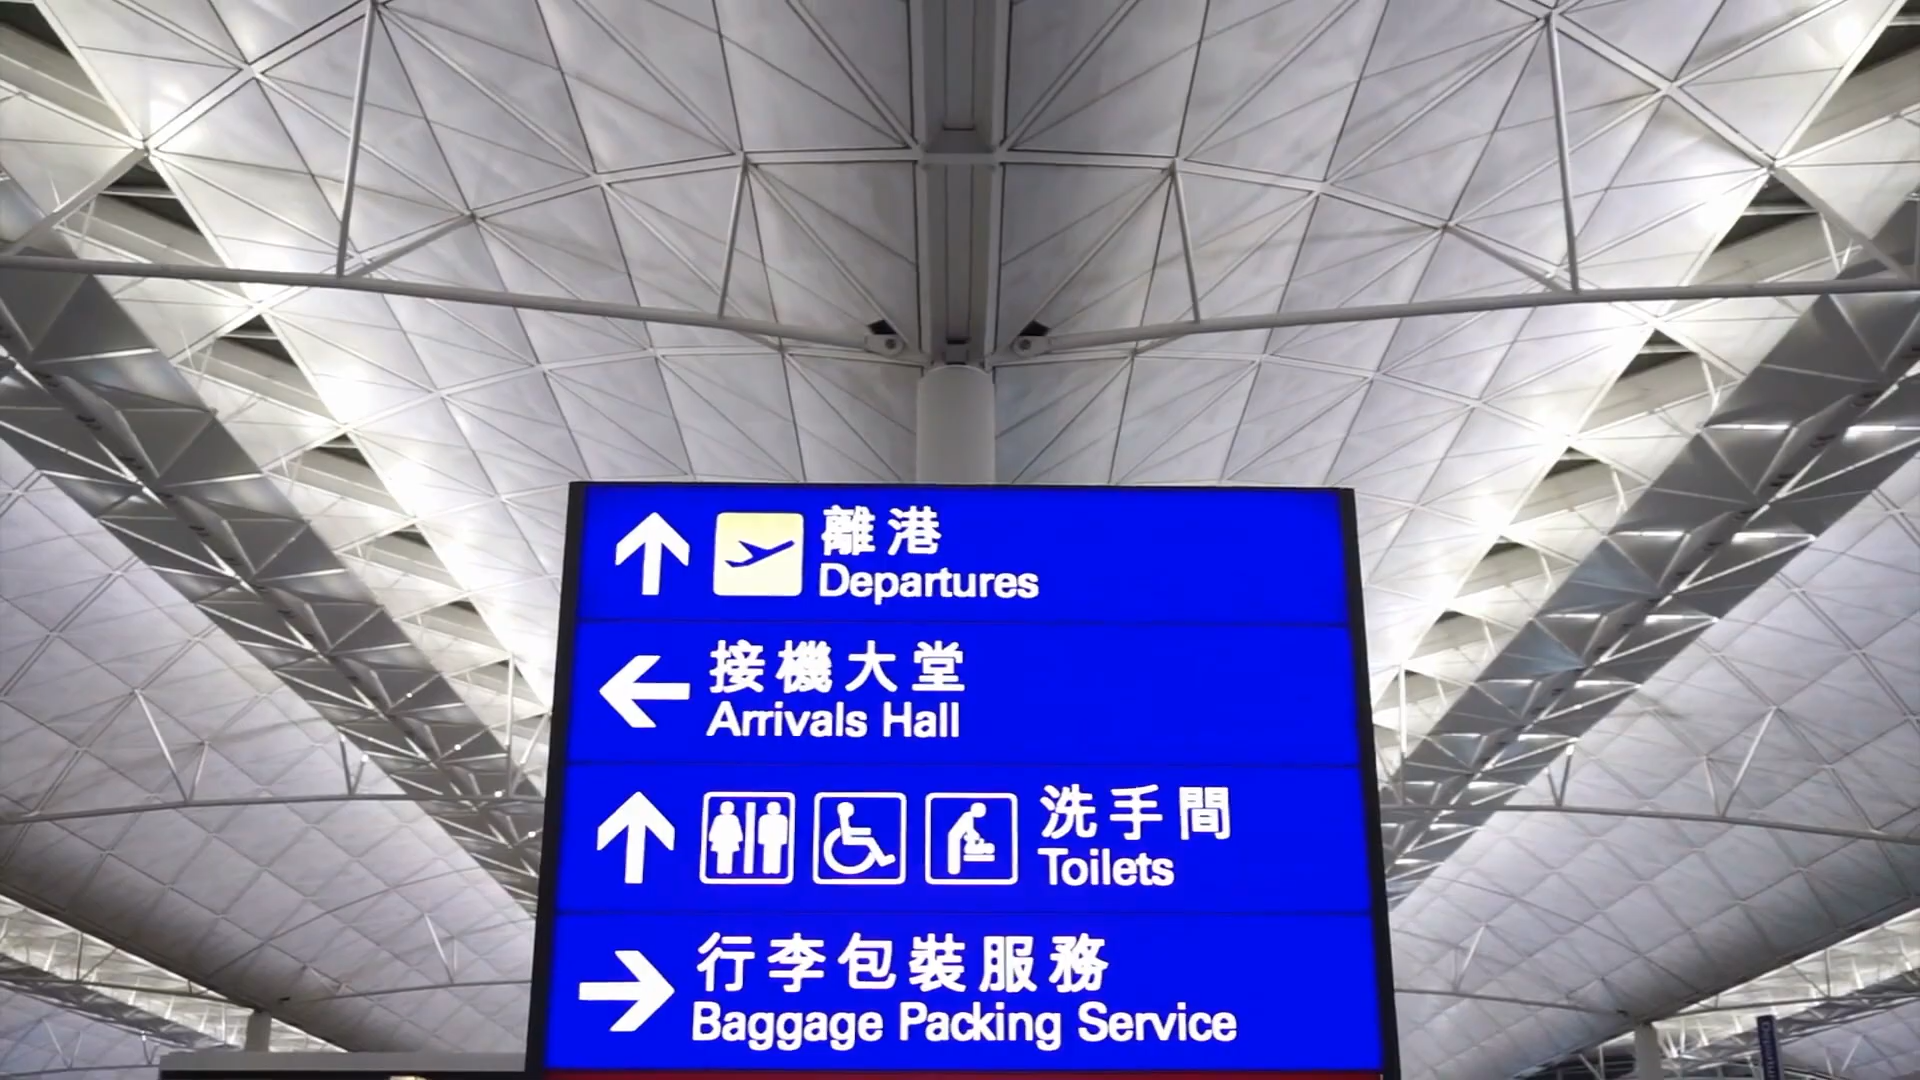 離港
Departures
接機大堂
Arrivals Hall
洗手間
Toilets
行李包裝服務
Baggage Packing Service